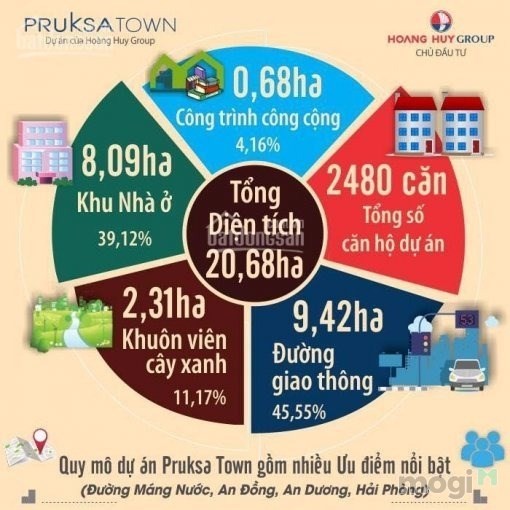 PRUKSA TOWN
Dự án của Hoàng Huy Group
HOANG HUY GROUP
CHỦ ĐẦU TƯ
0,68ha
Công trình công cộng
4,16%
8,09ha
Khu Nhà ở
39,12%
2480 căn
Tổng số
căn hộ dự án
Tổng
Diện tích
20,68ha
batdongsan
2,31ha
Khuôn viên
cây xanh
11,17%
9,42ha
Đường
giao thông
45,55%
53
Quy mô dự án Pruksa Town gồm nhiều Ưu điểm nổi bật
(Đường Máng Nước, An Đồng, An Dương, Hải Phòng)
mogi